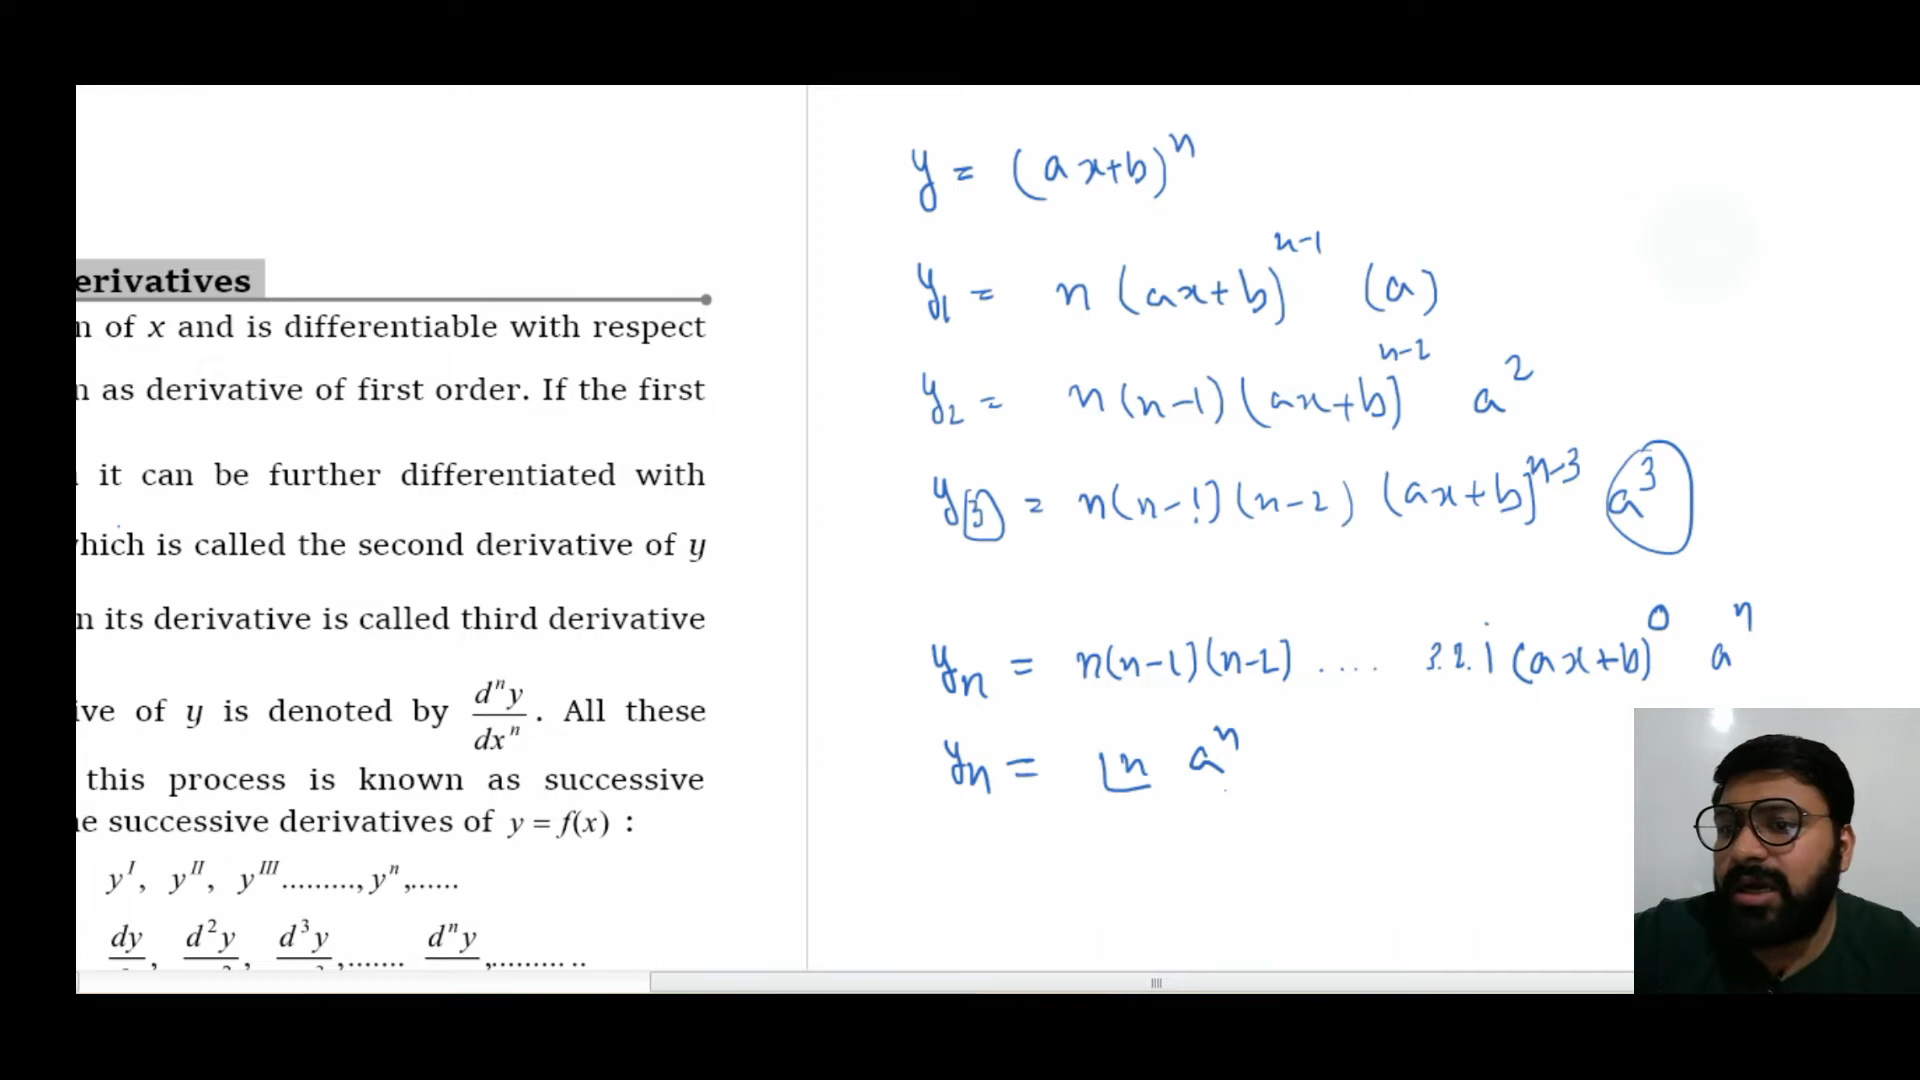 erivatives
n of x and is differentiable with respect
n as derivative of first order. If the first
it can be further differentiated with
hich is called the second derivative of y
n its derivative is called third derivative
ive of y is denoted by dⁿy/dxⁿ. All these
this process is known as successive
e successive derivatives of y = f(x) :
yᴵ, yᴵᴵ, yᴵᴵᴵ.........,yⁿ,......
dy, d²y, d³y,....... dⁿy,..........
y = (ax+b)ⁿ
y₁ = n (ax+b)ⁿ⁻¹ (a)
y₂ = n(n-1)(ax+b)ⁿ⁻² a²
y₃ = n(n-1)(n-2) (ax+b)ⁿ⁻³ a³
yₙ = n(n-1)(n-2) .... 3.2.1 (ax+b)⁰ aⁿ
yₙ = |n aⁿ